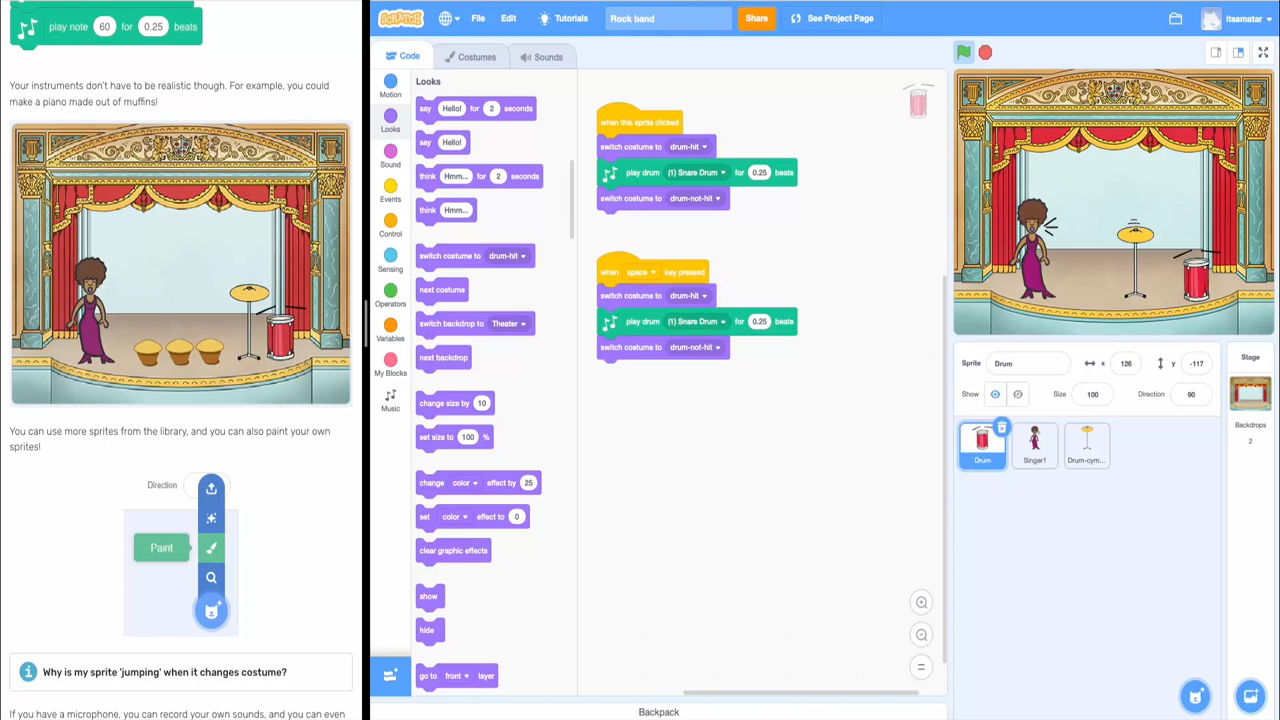 play note 60 for 0.25 beats
Your instruments don't have to be realistic though. For example, you could
make a piano made out of muffins!
You can use more sprites from the library, and you can also paint your own
sprites!
Direction
Paint
Why is my sprite 'jumping' when it changes costume?
If you have a microphone, you can record your own sounds, and you can even
SCRATCH
File
Edit
Tutorials
Rock band
Share
See Project Page
itsamatar
Code
Costumes
Sounds
Motion
Looks
Sound
Events
Control
Sensing
Operators
Variables
My Blocks
Music
Looks
say Hello! for 2 seconds
say Hello!
think Hmm... for 2 seconds
think Hmm...
switch costume to drum-hit
next costume
switch backdrop to Theater
next backdrop
change size by 10
set size to 100 %
change color effect by 25
set color effect to 0
clear graphic effects
show
hide
go to front layer
when this sprite clicked
switch costume to drum-hit
play drum (1) Snare Drum for 0.25 beats
switch costume to drum-not-hit
when space key pressed
switch costume to drum-hit
play drum (1) Snare Drum for 0.25 beats
switch costume to drum-not-hit
Backpack
Sprite Drum x 126 y -117
Show Size 100 Direction 90
Drum
Singer1
Drum-cym...
Stage
Backdrops
2